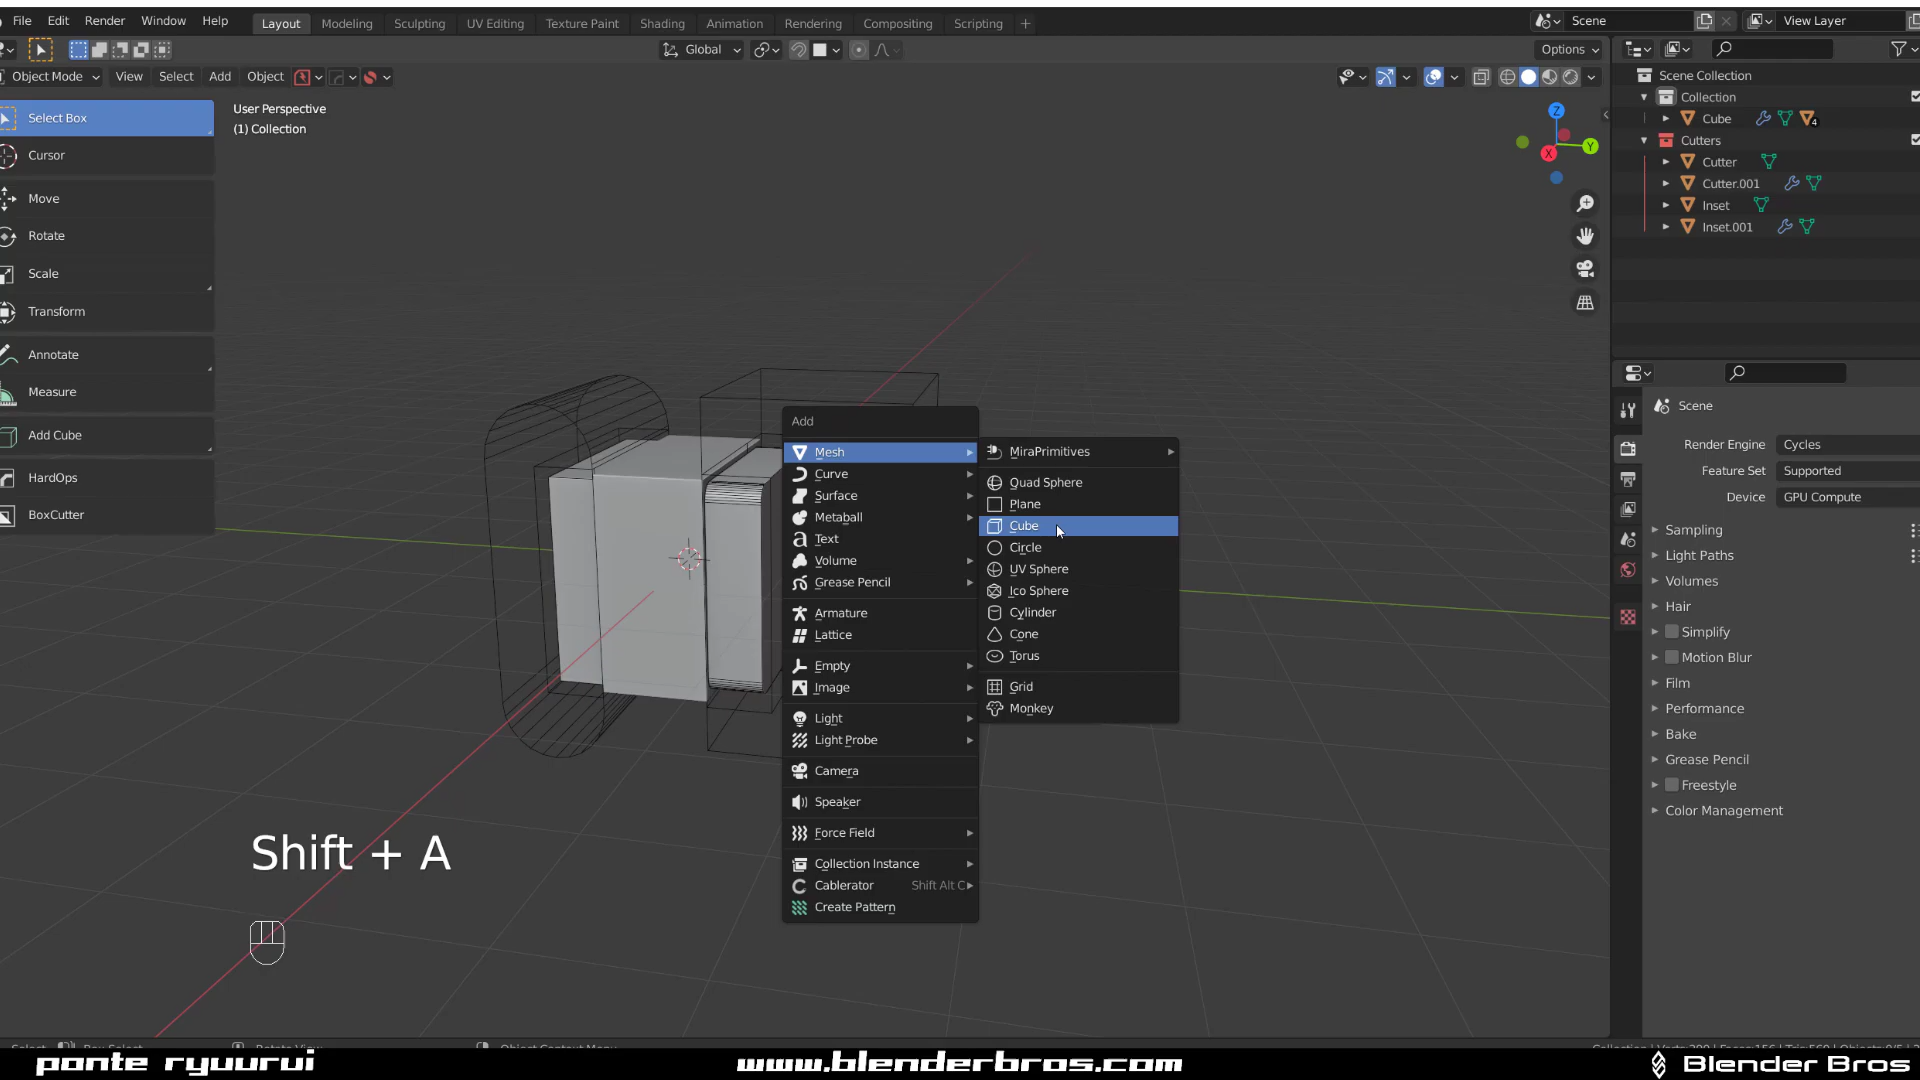 File Edit Render Window Help Layout Modeling Sculpting UV Editing Texture Paint Shading Animation Rendering Compositing Scripting + Scene View Layer
Global Options
Object Mode View Select Add Object
Select Box
Cursor
Move
Rotate
Scale
Transform
Annotate
Measure
Add Cube
HardOps
BoxCutter
User Perspective
(1) Collection
Z
Y
X
Add
Mesh
Curve
Surface
Metaball
Text
Volume
Grease Pencil
Armature
Lattice
Empty
Image
Light
Light Probe
Camera
Speaker
Force Field
Collection Instance
Cablerator Shift Alt C
Create Pattern
MiraPrimitives
Quad Sphere
Plane
Cube
Circle
UV Sphere
Ico Sphere
Cylinder
Cone
Torus
Grid
Monkey
Scene Collection
Collection
Cube 4
Cutters
Cutter
Cutter.001
Inset
Inset.001
Scene
Render Engine Cycles
Feature Set Supported
Device GPU Compute
Sampling
Light Paths
Volumes
Hair
Simplify
Motion Blur
Film
Performance
Bake
Grease Pencil
Freestyle
Color Management
Shift + A
ponte ryuurui www.blenderbros.com Blender Bros